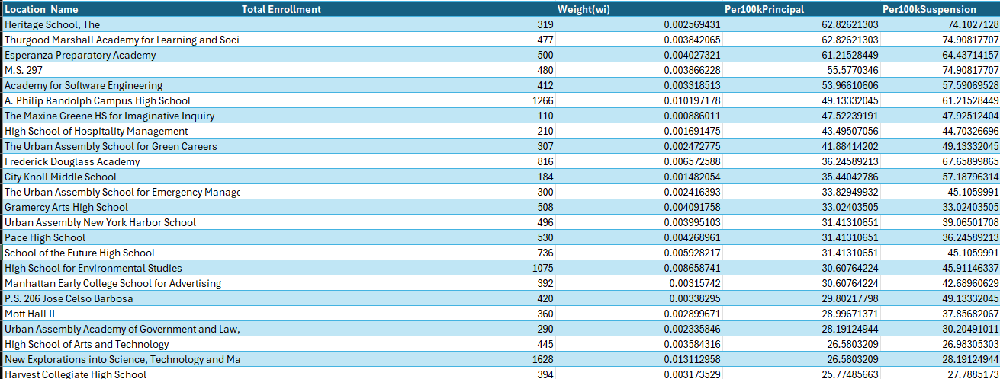 Location_Name Total Enrollment Weight(wi) Per100kPrincipal Per100kSuspension
Heritage School, The 319 0.002569431 62.82621303 74.1027128
Thurgood Marshall Academy for Learning and Soci 477 0.003842065 62.82621303 74.90817707
Esperanza Preparatory Academy 500 0.004027321 61.21528449 64.43714157
M.S. 297 480 0.003866228 55.5770346 74.90817707
Academy for Software Engineering 412 0.003318513 53.96610606 57.59069528
A. Philip Randolph Campus High School 1266 0.010197178 49.13332045 61.21528449
The Maxine Greene HS for Imaginative Inquiry 110 0.000886011 47.52239191 47.92512404
High School of Hospitality Management 210 0.001691475 43.49507056 44.70326696
The Urban Assembly School for Green Careers 307 0.002472775 41.88414202 49.13332045
Frederick Douglass Academy 816 0.006572588 36.24589213 67.65899865
City Knoll Middle School 184 0.001482054 35.44042786 57.18796314
The Urban Assembly School for Emergency Manage 300 0.002416393 33.82949932 45.1059991
Gramercy Arts High School 508 0.004091758 33.02403505 33.02403505
Urban Assembly New York Harbor School 496 0.003995103 31.41310651 39.06501708
Pace High School 530 0.004268961 31.41310651 36.24589213
School of the Future High School 736 0.005928217 31.41310651 45.1059991
High School for Environmental Studies 1075 0.008658741 30.60764224 45.91146337
Manhattan Early College School for Advertising 392 0.00315742 30.60764224 42.68960629
P.S. 206 Jose Celso Barbosa 420 0.00338295 29.80217798 49.13332045
Mott Hall II 360 0.002899671 28.99671371 37.85682067
Urban Assembly Academy of Government and Law, 290 0.002335846 28.19124944 30.20491011
High School of Arts and Technology 445 0.003584316 26.5803209 26.98305303
New Explorations into Science, Technology and Ma 1628 0.013112958 26.5803209 28.19124944
Harvest Collegiate High School 394 0.003173529 25.77485663 27.7885173